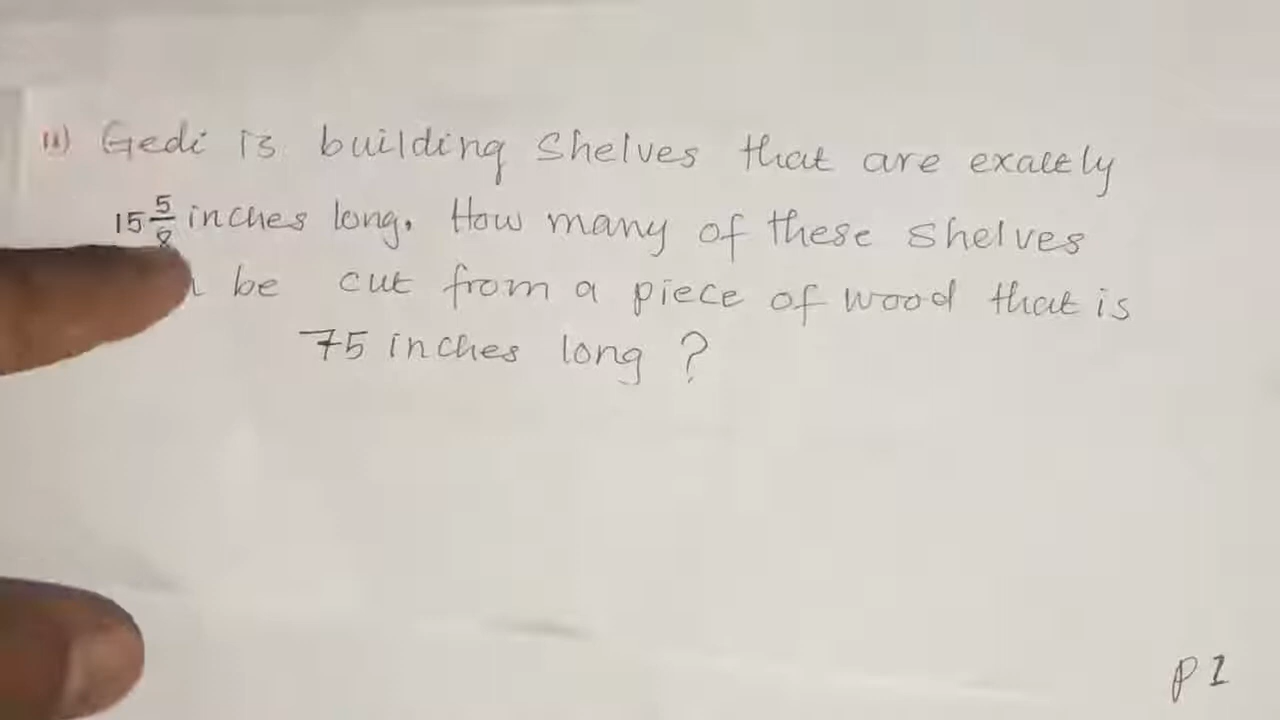 11) Gedi is building shelves that are exactly
15 5/8 inches long. How many of these shelves
be cut from a piece of wood that is
75 inches long ?
P1